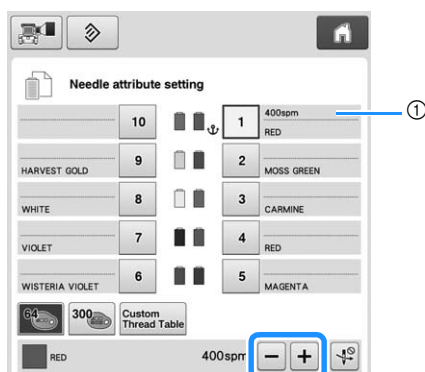 Needle attribute setting
10
1
400spm
RED
①
9
HARVEST GOLD
2
MOSS GREEN
8
WHITE
3
CARMINE
7
VIOLET
4
RED
6
WISTERIA VIOLET
5
MAGENTA
64
300
Custom
Thread Table
RED
400spm
− +